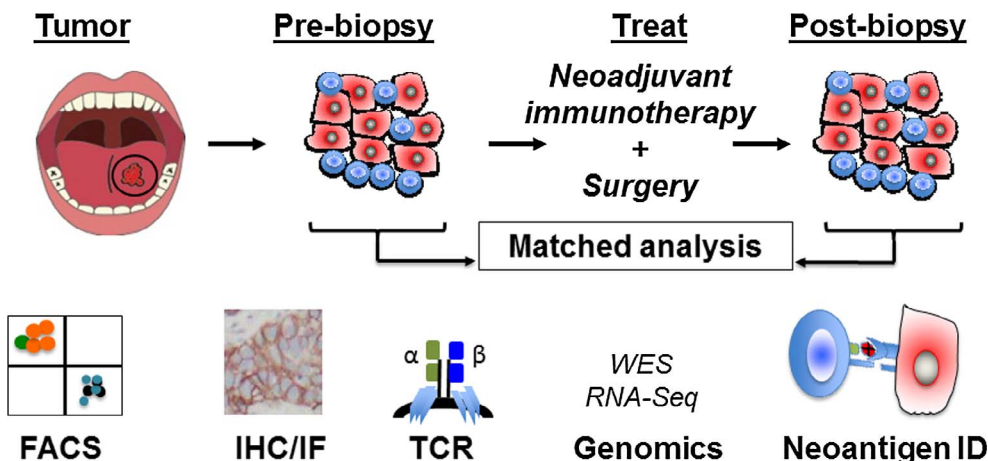 Tumor
Pre-biopsy
Treat
Post-biopsy
Neoadjuvant
immunotherapy
+
Surgery
Matched analysis
α
β
WES
RNA-Seq
FACS
IHC/IF
TCR
Genomics
Neoantigen ID